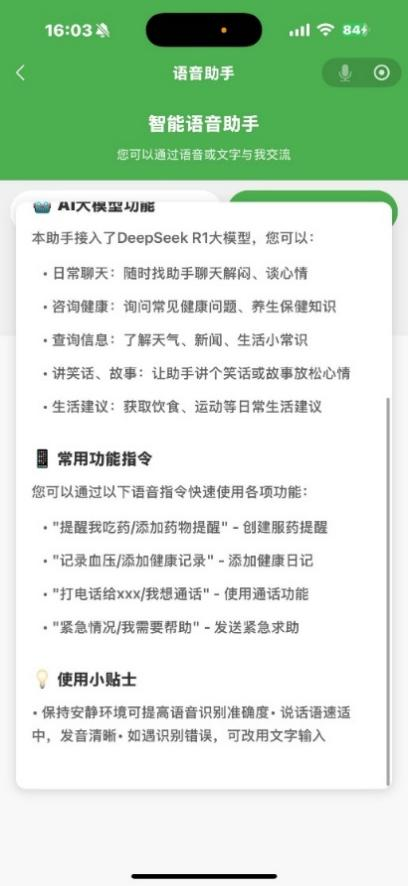 16:03
84
语音助手
智能语音助手
您可以通过语音或文字与我交流
AI大模型功能
本助手接入了DeepSeek R1大模型，您可以：
• 日常聊天：随时找助手聊天解闷、谈心情
• 咨询健康：询问常见健康问题、养生保健知识
• 查询信息：了解天气、新闻、生活小常识
• 讲笑话、故事：让助手讲个笑话或故事放松心情
• 生活建议：获取饮食、运动等日常生活建议
常用功能指令
您可以通过以下语音指令快速使用各项功能：
• "提醒我吃药/添加药物提醒" - 创建服药提醒
• "记录血压/添加健康记录" - 添加健康日记
• "打电话给xxx/我想通话" - 使用通话功能
• "紧急情况/我需要帮助" - 发送紧急求助
使用小贴士
• 保持安静环境可提高语音识别准确度• 说话语速适
中，发音清晰• 如遇识别错误，可改用文字输入